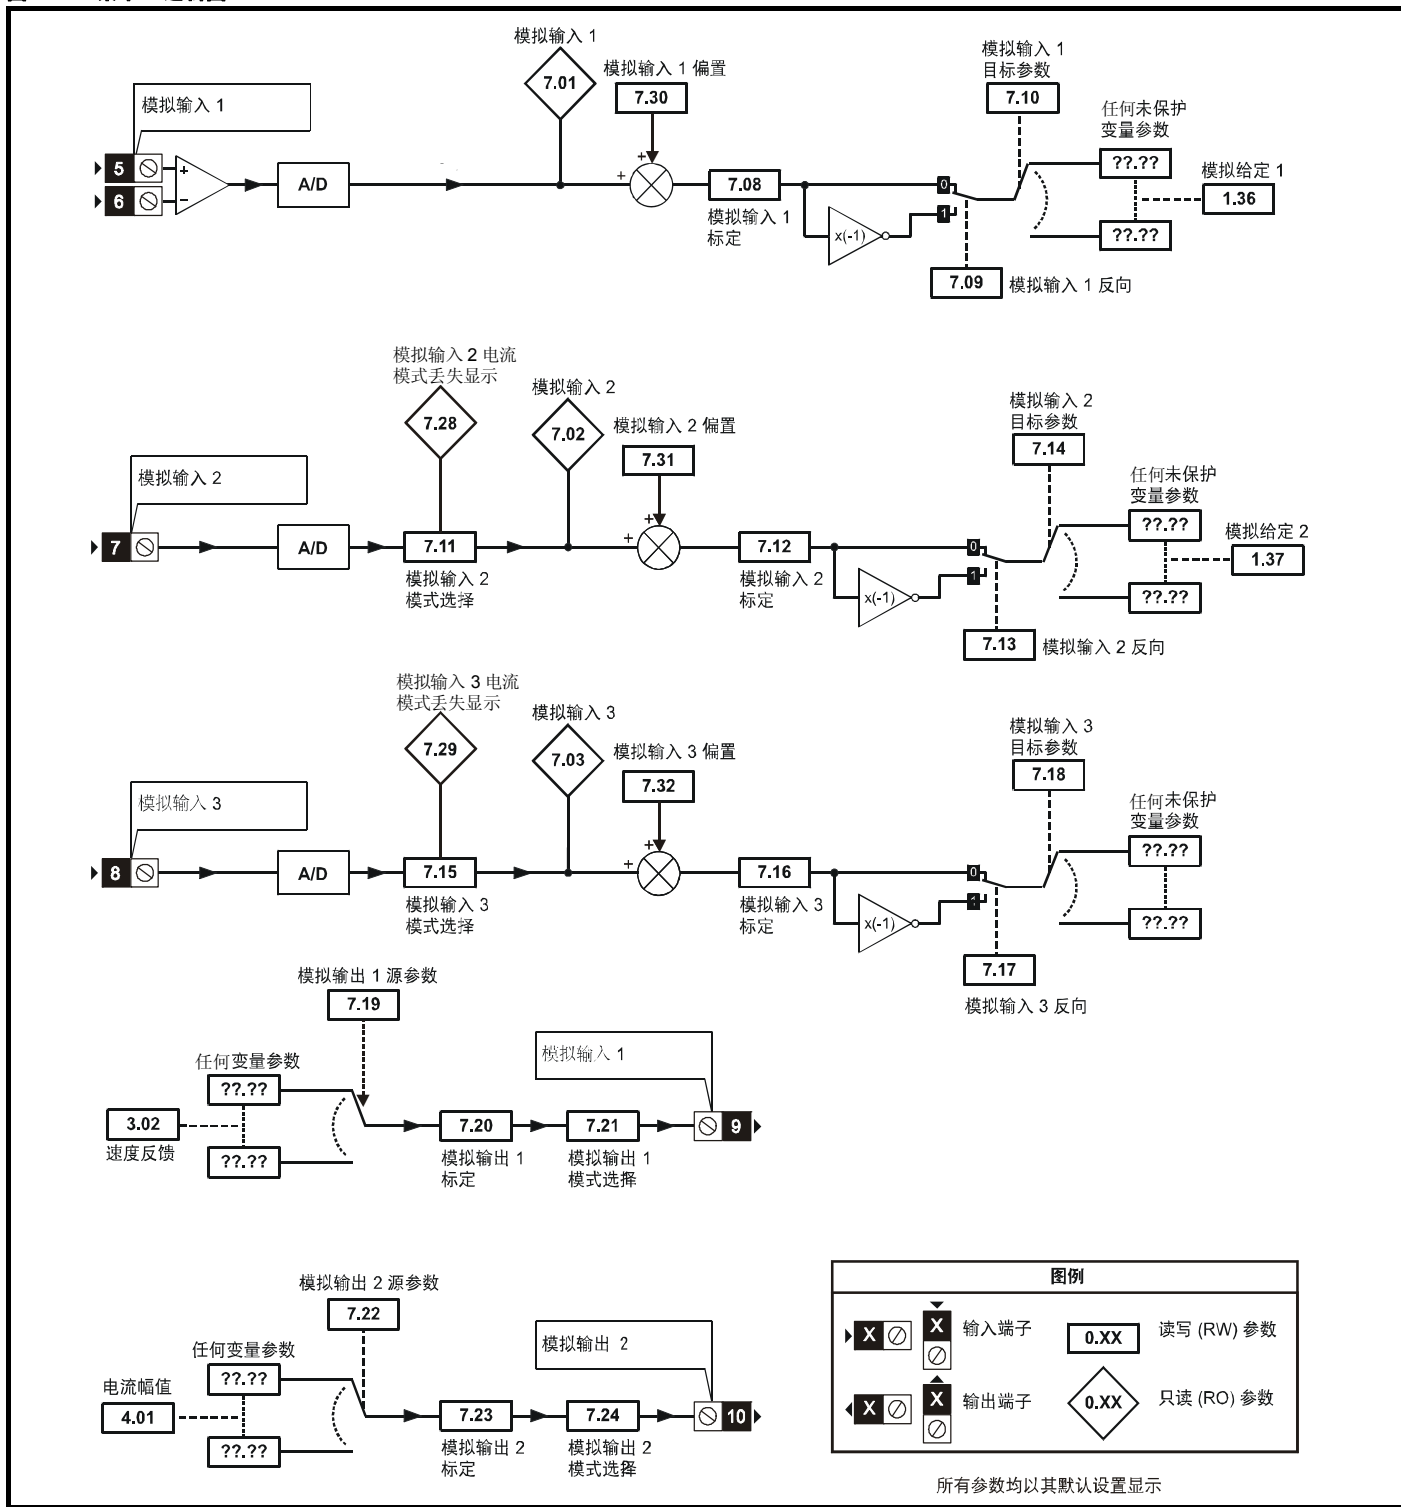 模拟输入 1
模拟输入 1 偏置
模拟输入 1
目标参数
模拟输入 1
7.01
7.30
7.10
任何未保护
变量参数
5
+
6
−
A/D
+
+
7.08
0
1
??.??
模拟给定 1
1.36
模拟输入 1
标定
x(-1)
??.??
7.09
模拟输入 1 反向
模拟输入 2 电流
模式丢失显示
模拟输入 2
模拟输入 2
目标参数
7.28
7.02
模拟输入 2 偏置
7.31
7.14
任何未保护
变量参数
模拟输入 2
7
A/D
7.11
+
+
7.12
0
1
??.??
模拟给定 2
1.37
模拟输入 2
模式选择
模拟输入 2
标定
x(-1)
??.??
7.13
模拟输入 2 反向
模拟输入 3 电流
模式丢失显示
模拟输入 3
模拟输入 3
目标参数
7.29
7.03
模拟输入 3 偏置
7.32
7.18
任何未保护
变量参数
模拟输入 3
8
A/D
7.15
+
+
7.16
0
1
??.??
模拟输入 3
模式选择
模拟输入 3
标定
x(-1)
??.??
7.17
模拟输入 3 反向
模拟输出 1 源参数
7.19
任何变量参数
??.??
模拟输入 1
3.02
速度反馈
??.??
7.20
7.21
9
模拟输出 1
标定
模拟输出 1
模式选择
模拟输出 2 源参数
7.22
任何变量参数
??.??
模拟输出 2
电流幅值
4.01
??.??
7.23
7.24
10
模拟输出 2
标定
模拟输出 2
模式选择
图例
X
X
输入端子
0.XX
读写 (RW) 参数
X
X
输出端子
0.XX
只读 (RO) 参数
所有参数均以其默认设置显示